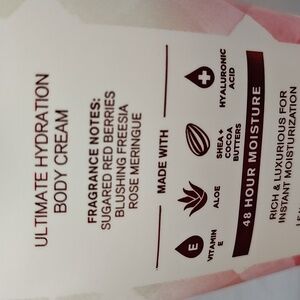 ULTIMATE HYDRATION
BODY CREAM
FRAGRANCE NOTES:
SUGARED RED BERRIES
BLUSHING FREESIA
ROSE MERINGUE
MADE WITH
E
VITAMIN
E
ALOE
SHEA +
COCOA
BUTTERS
HYALURONIC
ACID
48 HOUR MOISTURE
RICH & LUXURIOUS FOR
INSTANT MOISTURIZATION